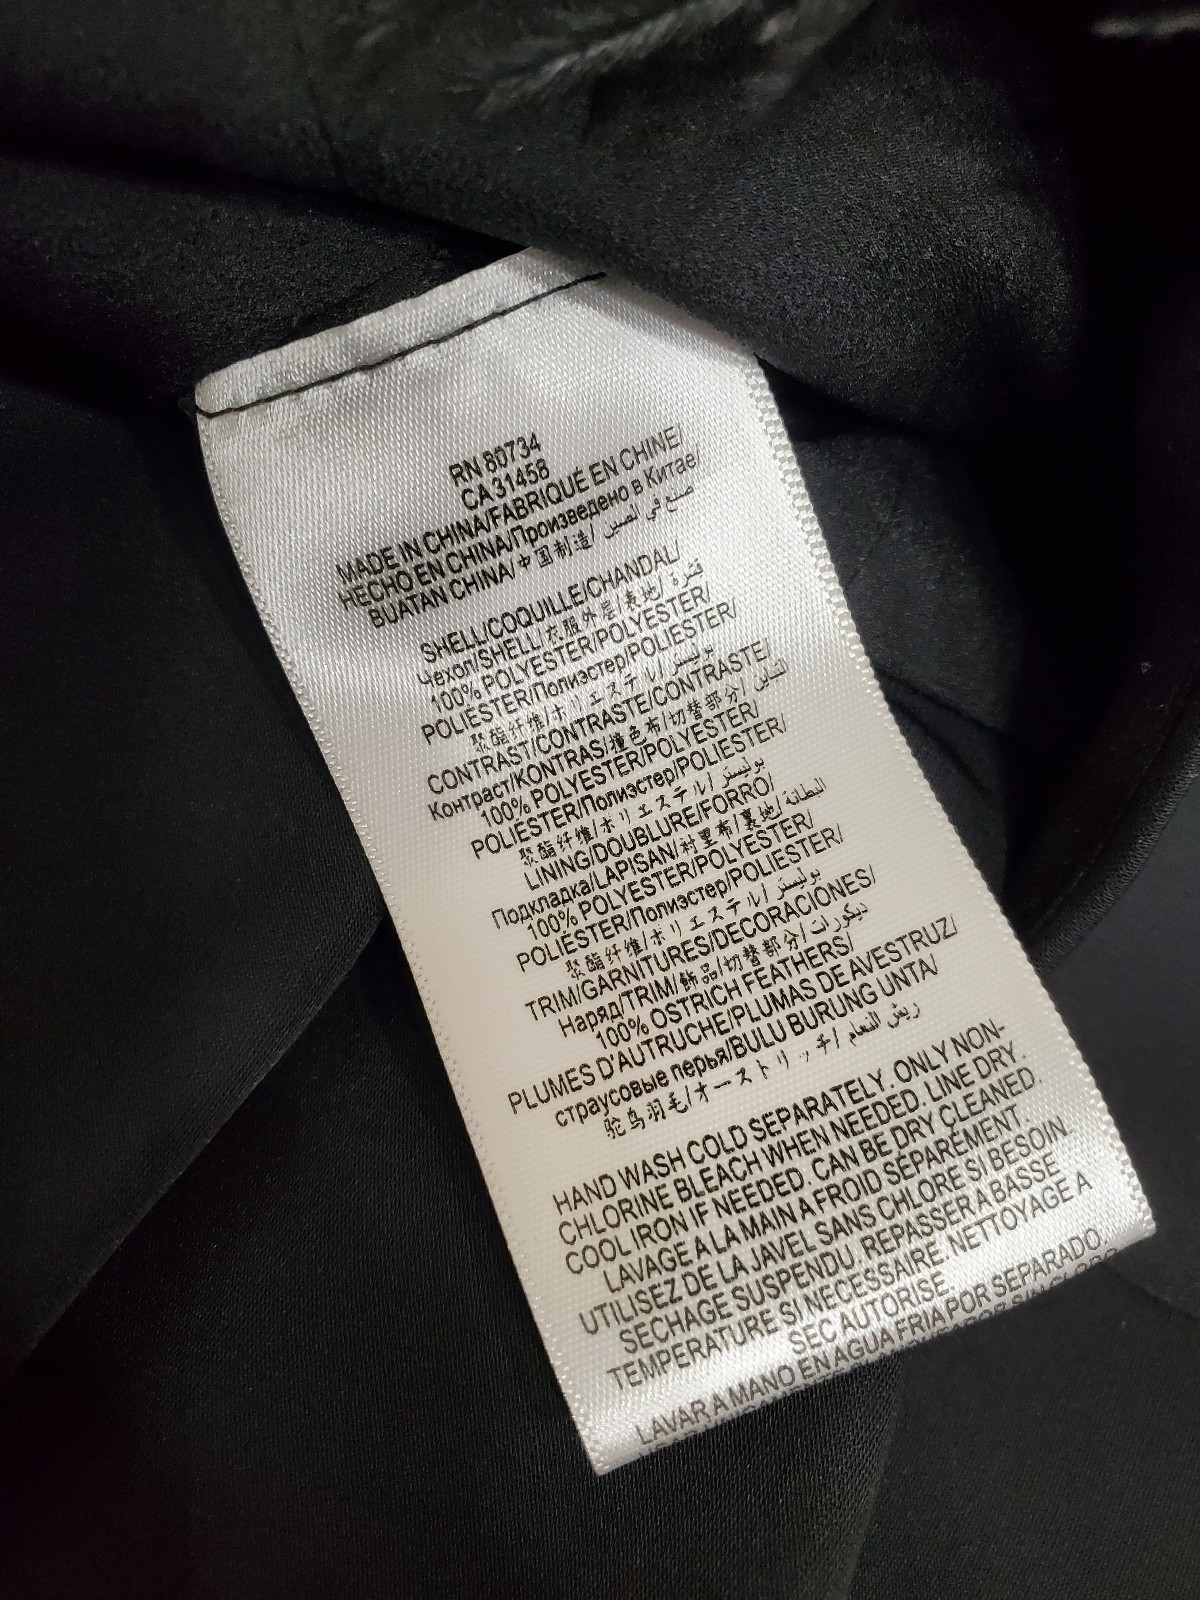 RN 80734
CA 31458
MADE IN CHINA/FABRIQUÉ EN CHINE/
HECHO EN CHINA/Произведено в Китае/
BUATAN CHINA/中国制造/ صنع في الصين
SHELL/COQUILLE/CHANDAL/
Чехол/SHELL/衣服外层/表地/ قشرة
100% POLYESTER/POLYESTER/
POLIÉSTER/Полиэстер/POLIESTER/
聚酯纤维/ポリエステル/ بوليستر
CONTRAST/CONTRASTE/CONTRASTE/
Контраст/KONTRAS/撞色布/切替部分/ التباين
100% POLYESTER/POLYESTER/
POLIÉSTER/Полиэстер/POLIESTER/
聚酯纤维/ポリエステル/ بوليستر
LINING/DOUBLURE/FORRO/
Подкладка/LAPISAN/衬里布/裏地/ البطانة
100% POLYESTER/POLYESTER/
POLIÉSTER/Полиэстер/POLIESTER/
聚酯纤维/ポリエステル/ بوليستر
TRIM/GARNITURES/DECORACIONES/
Наряд/TRIM/飾品/切替部分/ ديكورات
100% OSTRICH FEATHERS/
PLUMES D'AUTRUCHE/PLUMAS DE AVESTRUZ/
страусовые перья/BULU BURUNG UNTA/
驼鸟羽毛/オーストリッチ/ ريش النعام
HAND WASH COLD SEPARATELY. ONLY NON-
CHLORINE BLEACH WHEN NEEDED. LINE DRY.
COOL IRON IF NEEDED. CAN BE DRY CLEANED.
LAVAGE A LA MAIN A FROID SEPARÉMENT.
UTILISEZ DE LA JAVEL SANS CHLORE SI BESOIN
SECHAGE SUSPENDU. REPASSER A BASSE
TEMPERATURE SI NECESSAIRE. NETTOYAGE A
SEC AUTORISE.
LAVAR A MANO EN AGUA FRIA POR SEPARADO.